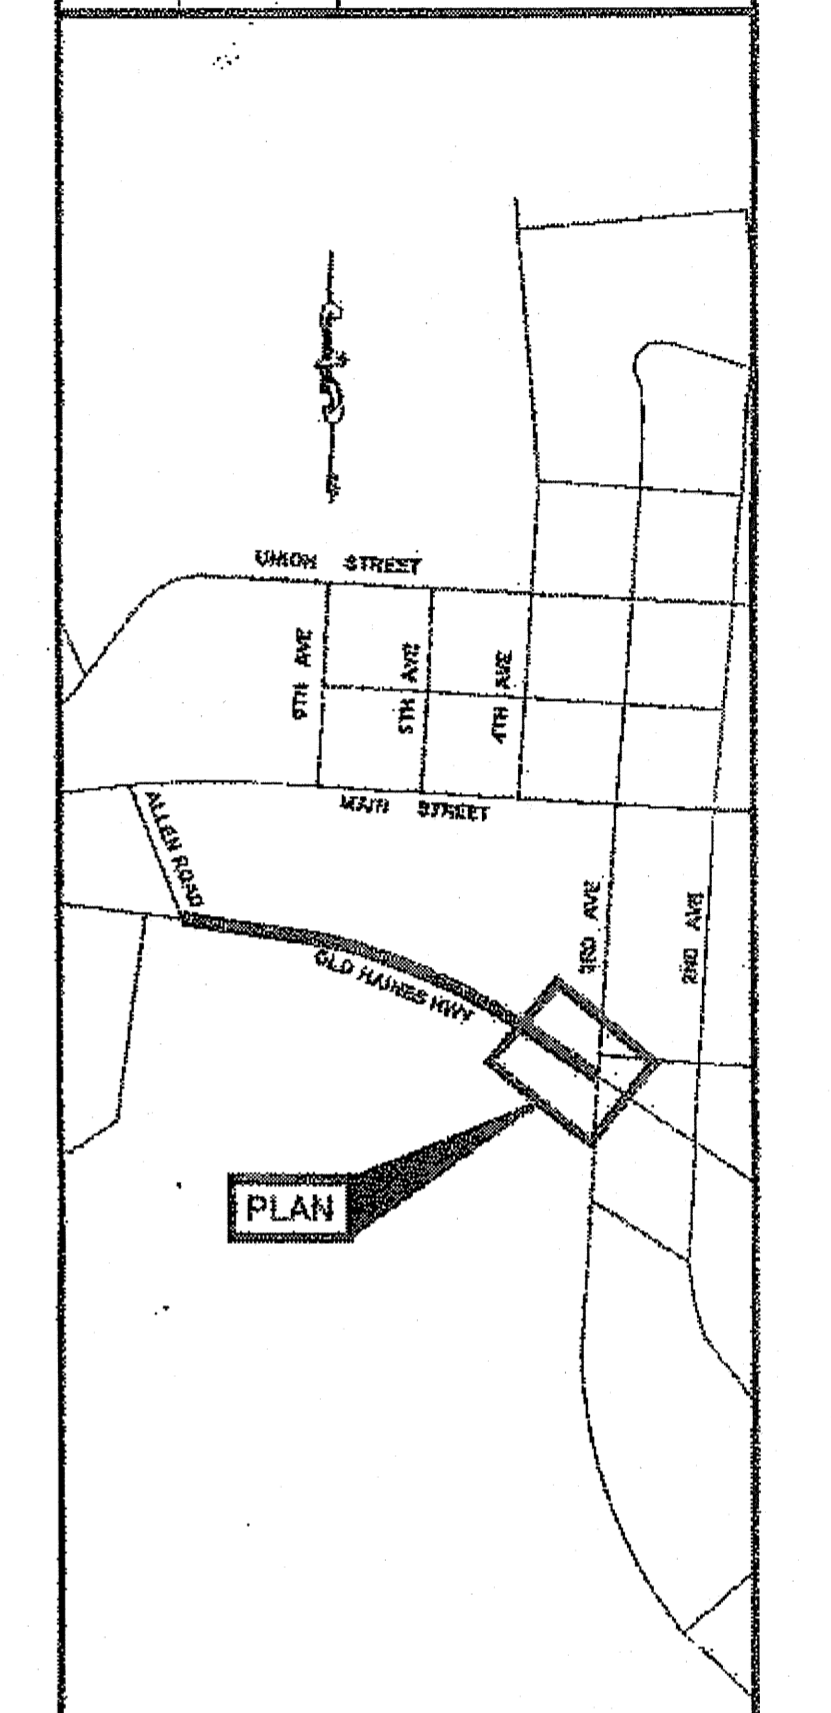 UNION STREET
6TH AVE
5TH AVE
4TH AVE
MAIN STREET
ALLEN ROAD
3RD AVE
2ND AVE
OLD HAINES HWY
PLAN